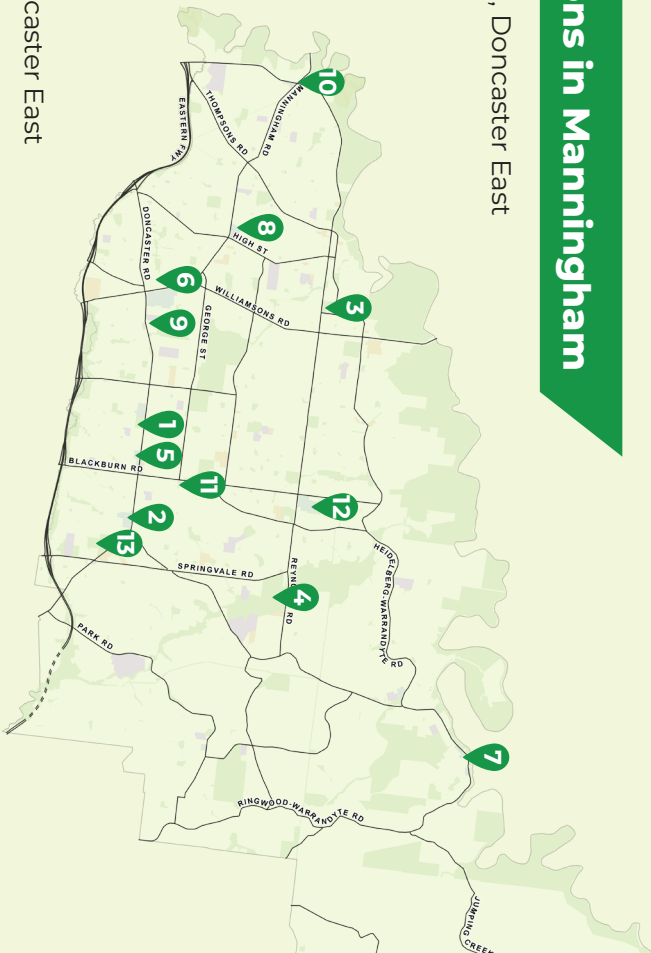 ns in Manningham
, Doncaster East
caster East
10
MANNINGHAM RD
THOMPSONS RD
EASTERN FWY
8
HIGH ST
DONCASTER RD
6
WILLIAMSONS RD
3
9
GEORGE ST
1
5
BLACKBURN RD
11
12
2
13
HEIDELBERG-WARRANDYTE RD
SPRINGVALE RD
REYNO
RD
4
PARK RD
7
RINGWOOD-WARRANDYTE RD
JUMPING CREEK